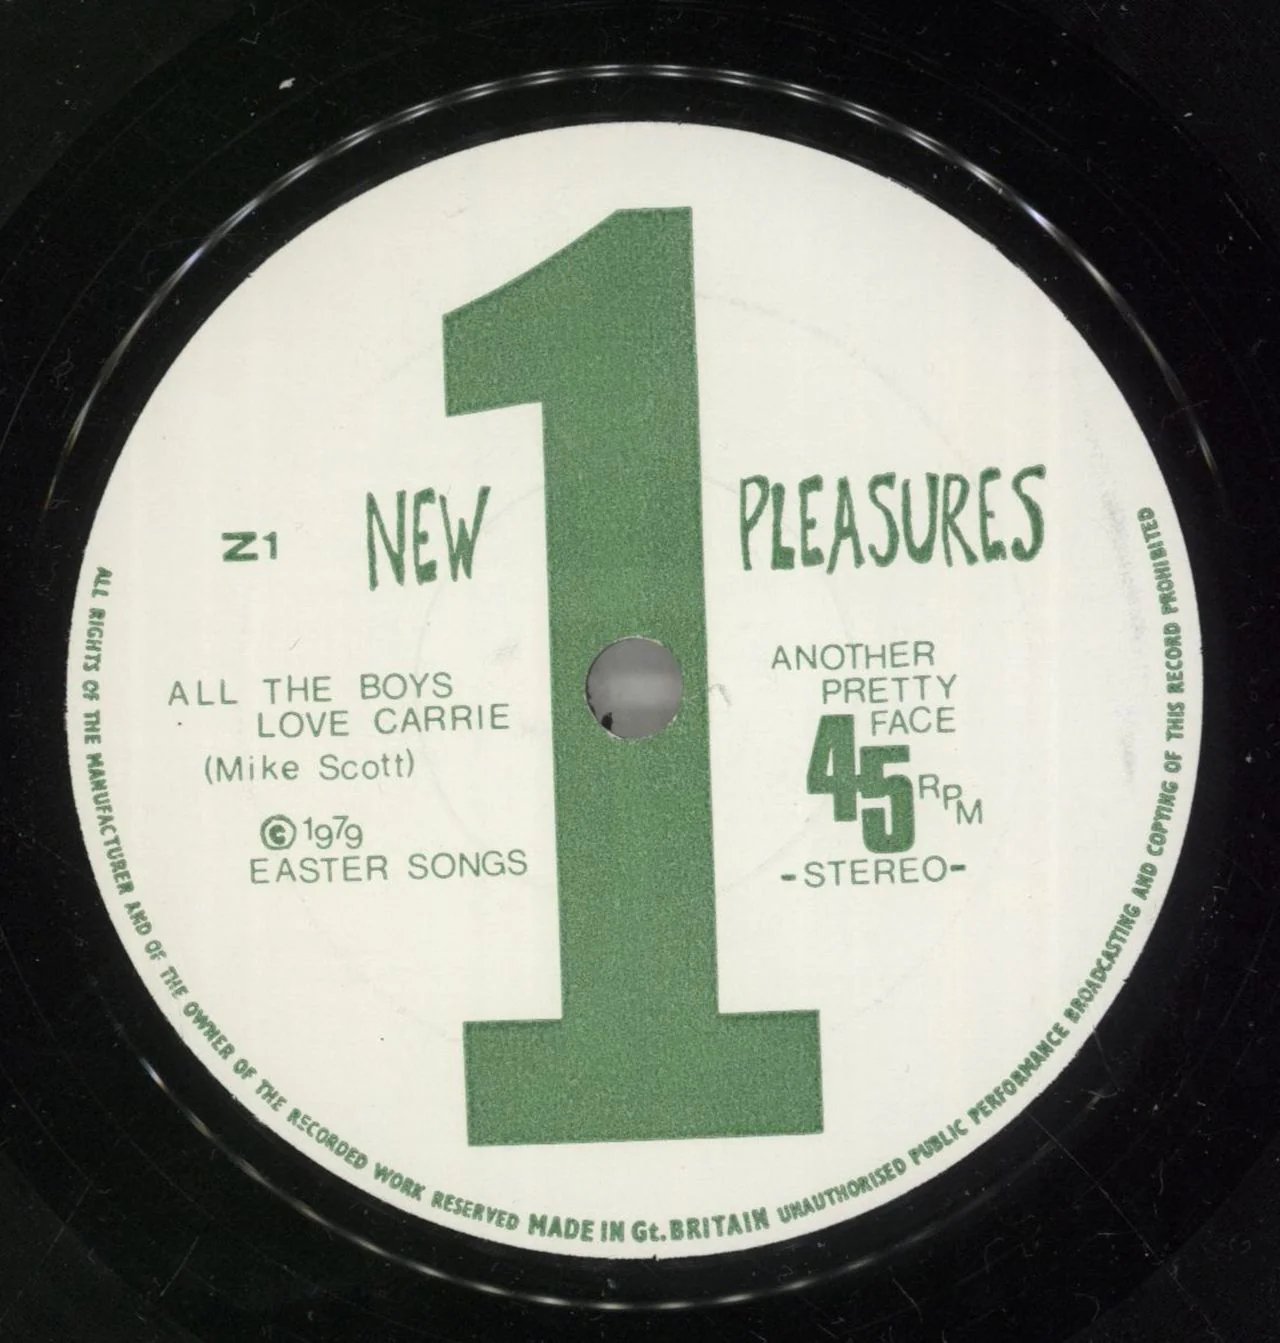 1
NEW PLEASURES
Z1
ALL THE BOYS
LOVE CARRIE
(Mike Scott)
© 1979
EASTER SONGS
ANOTHER
PRETTY
FACE
45 RPM
-STEREO-
ALL RIGHTS OF THE MANUFACTURER AND OF THE OWNER OF THE RECORDED WORK RESERVED MADE IN Gt. BRITAIN UNAUTHORISED PUBLIC PERFORMANCE BROADCASTING AND COPYING OF THIS RECORD PROHIBITED